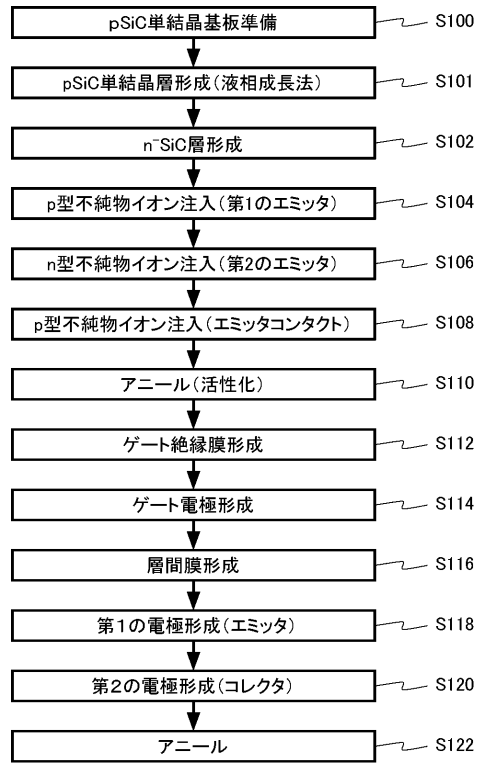 pSiC単結晶基板準備 S100
pSiC単結晶層形成(液相成長法) S101
n⁻SiC層形成 S102
p型不純物イオン注入(第1のエミッタ) S104
n型不純物イオン注入(第2のエミッタ) S106
p型不純物イオン注入(エミッタコンタクト) S108
アニール(活性化) S110
ゲート絶縁膜形成 S112
ゲート電極形成 S114
層間膜形成 S116
第1の電極形成(エミッタ) S118
第2の電極形成(コレクタ) S120
アニール S122